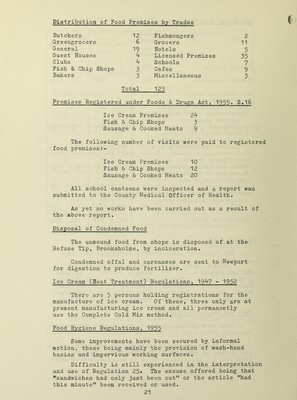 Distribution of Food Premises by Trades
Butchers 12 Fishmongers 2
Greengrocers 6 Grocers 11
General 19 Hotels 5
Guest Houses 4 Licensed Premises 35
Clubs 4 Schools 7
Fish & Chip Shops 3 Cafes 9
Bakers 3 Miscellaneous 3
Total 123
Premises Registered under Foods & Drugs Act, 1955. S.16
Ice Cream Premises 24
Fish & Chip Shops 3
Sausage & Cooked Meats 9
The following number of visits were paid to registered
food premises:-
Ice Cream Premises 10
Fish & Chip Shops 12
Sausage & Cooked Meats 20
All school canteens were inspected and a report was
submitted to the County Medical Officer of Health.
As yet no works have been carried out as a result of
the above report.
Disposal of Condemned Food
The unsound food from shops is disposed of at the
Refuse Tip, Brooksholme, by incineration.
Condemned offal and carcasses are sent to Newport
for digestion to produce fertilizer.
Ice Cream (Heat Treatment) Regulations, 1947 - 1952
There are 5 persons holding registrations for the
manufacture of ice cream. Of these, three only are at
present manufacturing ice cream and all permanently
use the Complete Cold Mix method.
Food Hygiene Regulations, 1955
Some improvements have been secured by informal
action, these being mainly the provision of wash-hand
basins and impervious working surfaces.
Difficulty is still experienced in the interpretation
and use of Regulation 25. The excuse offered being that
"sandwiches had only just been cut" or the article "had
this minute" been received or used.
21